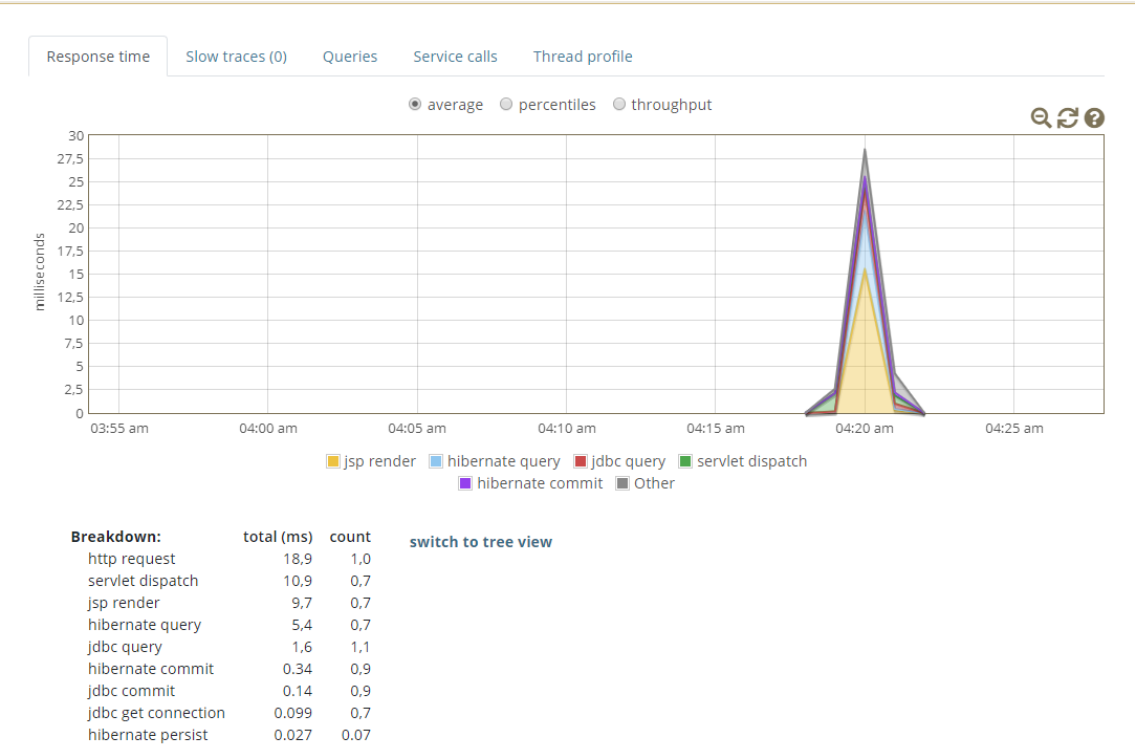 Response time Slow traces (0) Queries Service calls Thread profile
average percentiles throughput
30
27,5
25
22,5
20
17,5
15
12,5
10
7,5
5
2,5
0
milliseconds
03:55 am 04:00 am 04:05 am 04:10 am 04:15 am 04:20 am 04:25 am
jsp render hibernate query jdbc query servlet dispatch
hibernate commit Other
Breakdown: total (ms) count
switch to tree view
http request 18,9 1,0
servlet dispatch 10,9 0,7
jsp render 9,7 0,7
hibernate query 5,4 0,7
jdbc query 1,6 1,1
hibernate commit 0.34 0,9
jdbc commit 0.14 0,9
jdbc get connection 0.099 0,7
hibernate persist 0.027 0.07